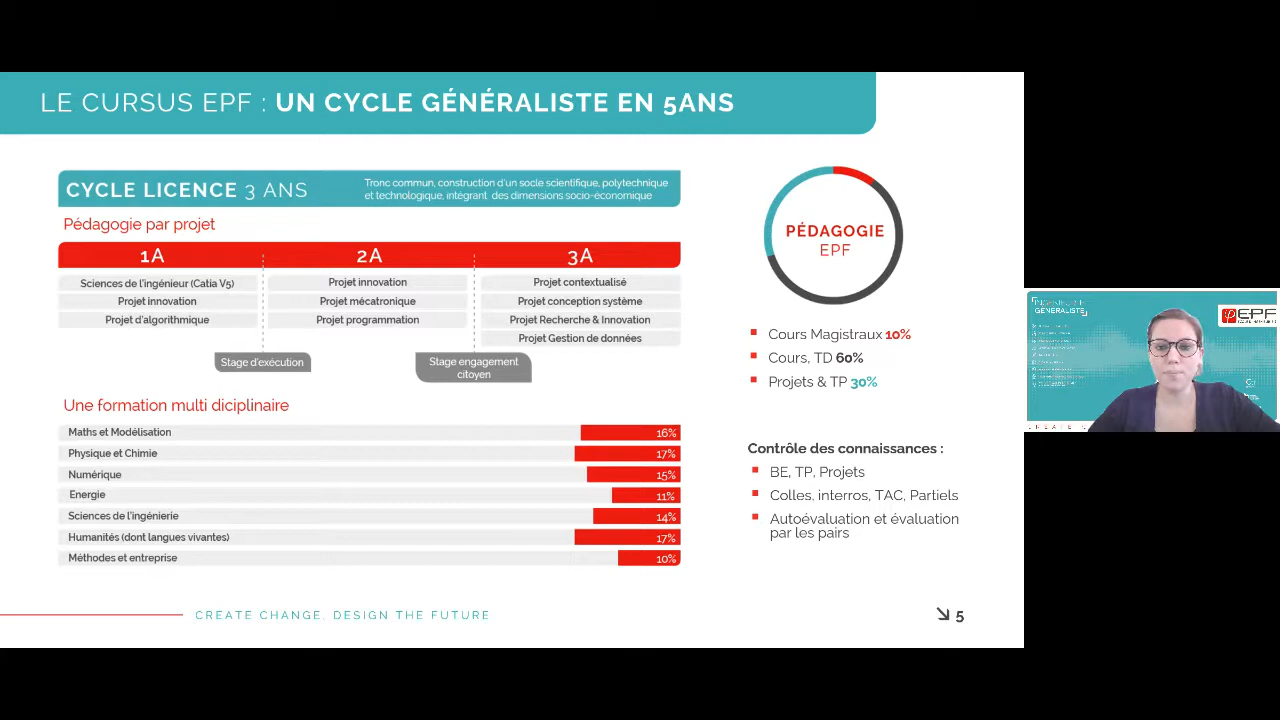 LE CURSUS EPF : UN CYCLE GÉNÉRALISTE EN 5ANS
CYCLE LICENCE 3 ANS
Tronc commun, construction d'un socle scientifique, polytechnique
et technologique, intégrant des dimensions socio-économique
Pédagogie par projet
1A
2A
3A
Sciences de l'ingénieur (Catia V5)
Projet innovation
Projet d'algorithmique
Projet innovation
Projet mécatronique
Projet programmation
Projet contextualisé
Projet conception système
Projet Recherche & Innovation
Projet Gestion de données
Stage d'exécution
Stage engagement
citoyen
Une formation multi diciplinaire
Maths et Modélisation 16%
Physique et Chimie 17%
Numérique 15%
Energie 11%
Sciences de l'ingénierie 14%
Humanités (dont langues vivantes) 17%
Méthodes et entreprise 10%
PÉDAGOGIE
EPF
Cours Magistraux 10%
Cours, TD 60%
Projets & TP 30%
Contrôle des connaissances :
BE, TP, Projets
Colles, interros, TAC, Partiels
Autoévaluation et évaluation
par les pairs
CREATE CHANGE, DESIGN THE FUTURE
5
GÉNÉRALISTE
EPF